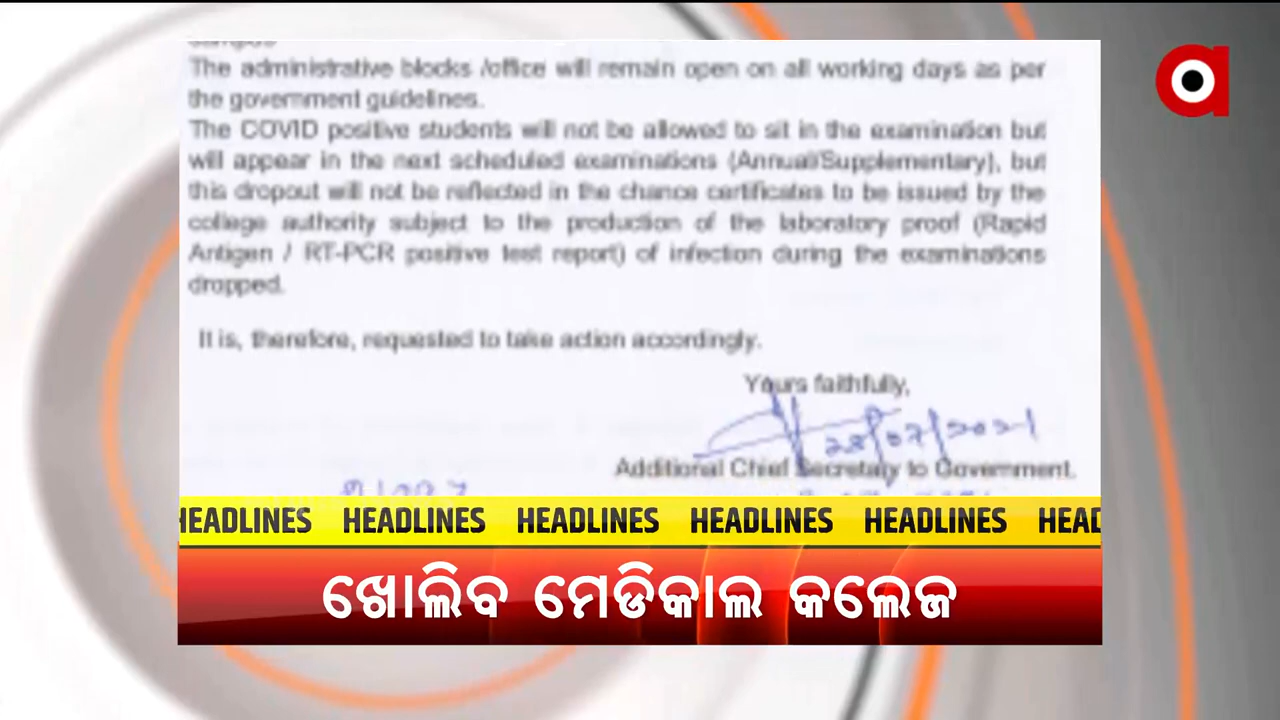 The administrative blocks /office will remain open on all working days as per
the government guidelines.
The COVID positive students will not be allowed to sit in the examination but
will appear in the next scheduled examinations (Annual/Supplementary), but
this dropout will not be reflected in the chance certificates to be issued by the
college authority subject to the production of the laboratory proof (Rapid
Antigen / RT-PCR positive test report) of infection during the examinations
dropped.
It is, therefore, requested to take action accordingly.
Yours faithfully,
28/07/2021
Additional Chief Secretary to Government.
HEADLINES HEADLINES HEADLINES HEADLINES HEADLINES HEAD
ଖୋଲିବ ମେଡିକାଲ କଲେଜ